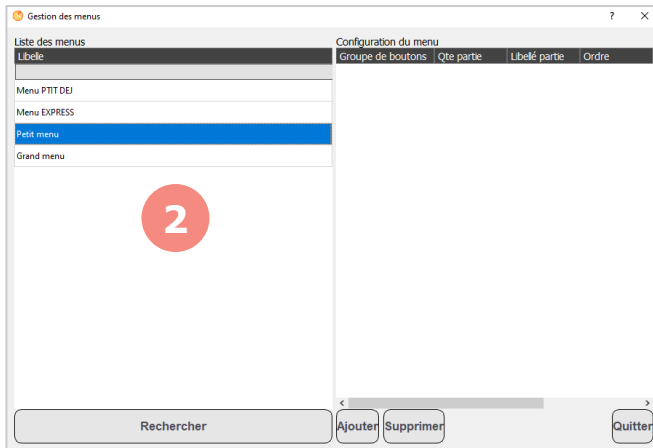 Gestion des menus ? ×
Liste des menus Configuration du menu
Libelle Groupe de boutons Qte partie Libellé partie Ordre
Menu PTIT DEJ
Menu EXPRESS
Petit menu
Grand menu
2
Rechercher Ajouter Supprimer Quitter